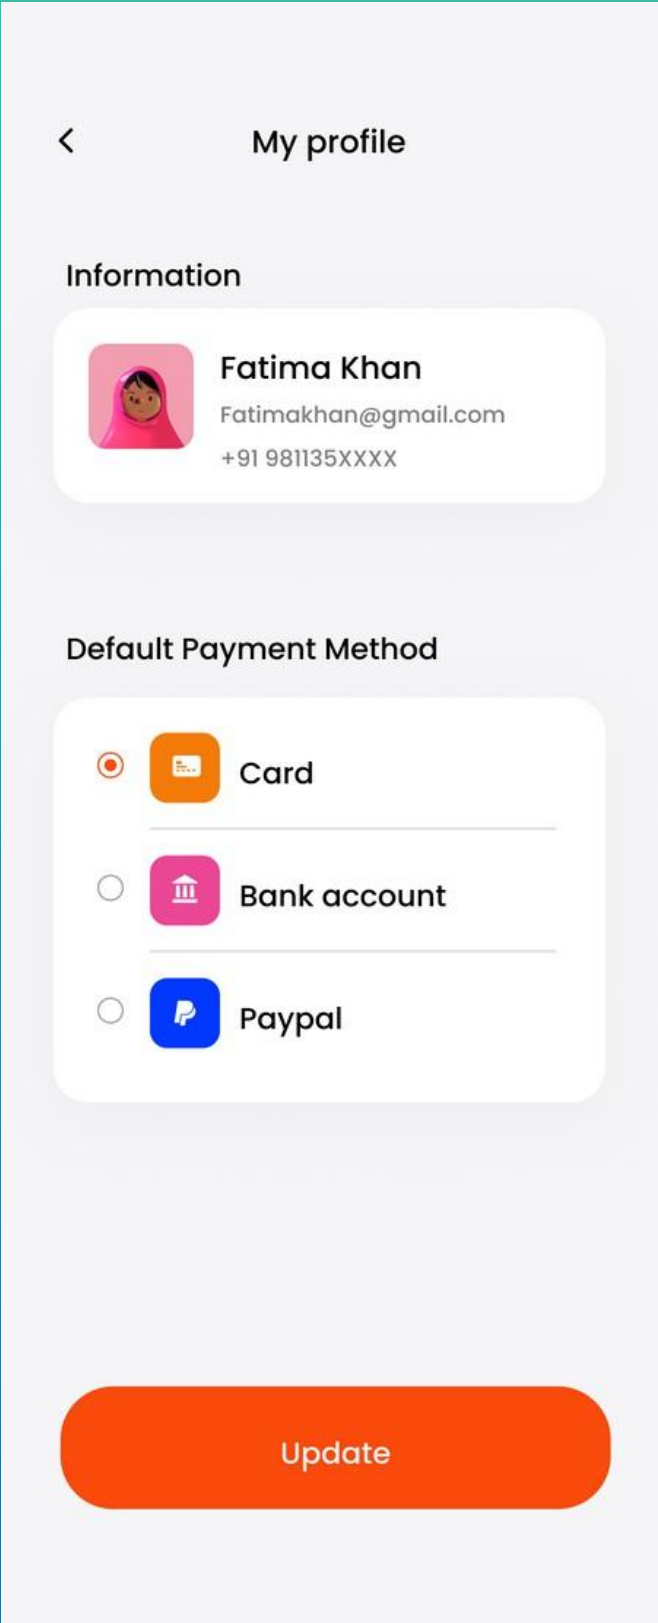 My profile
Information
Fatima Khan
Fatimakhan@gmail.com
+91 981135XXXX
Default Payment Method
Card
Bank account
Paypal
Update